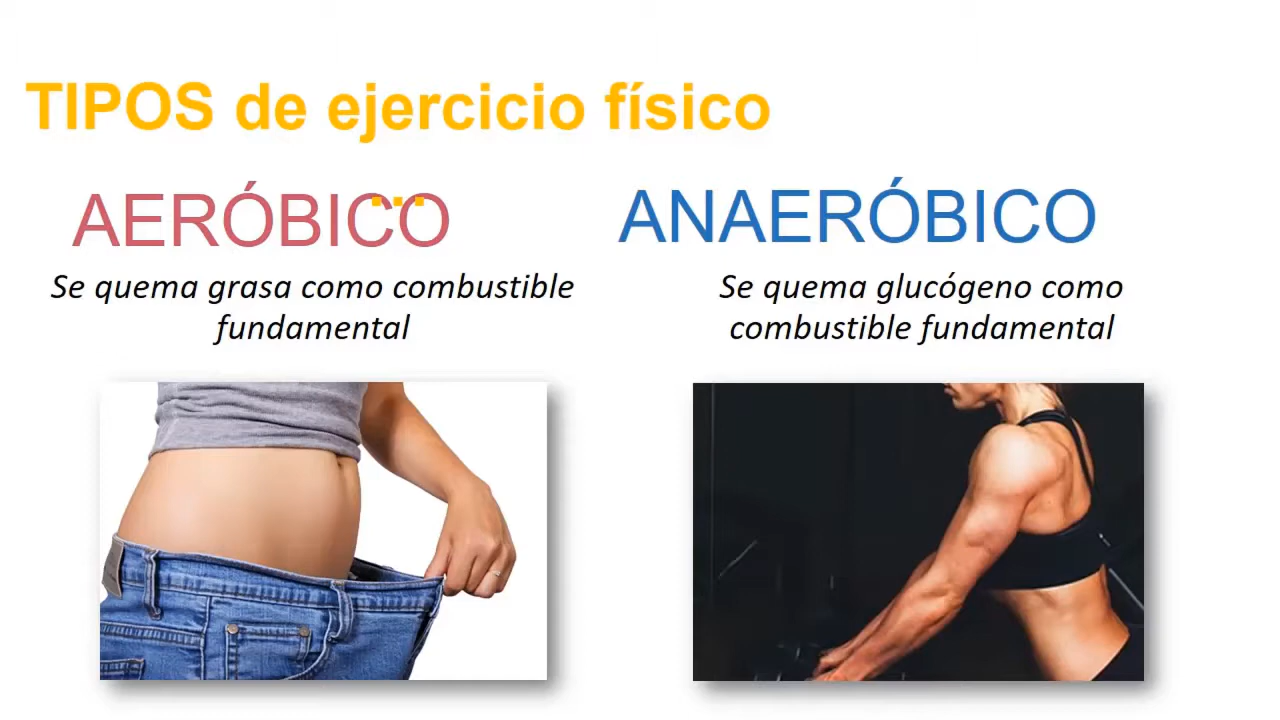 TIPOS de ejercicio físico
...
AERÓBICO
ANAERÓBICO
Se quema grasa como combustible
fundamental
Se quema glucógeno como
combustible fundamental